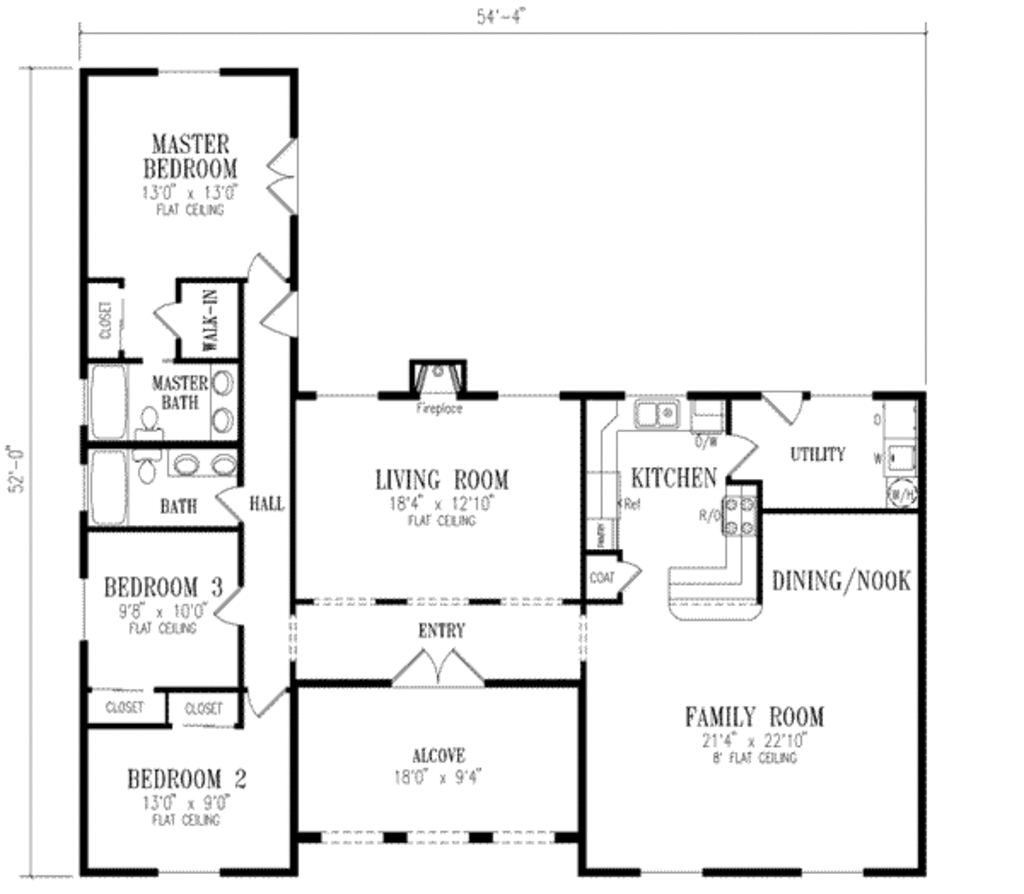 54'-4"
52'-0"
MASTER
BEDROOM
13'0" x 13'0"
FLAT CEILING
CLOSET
WALK-IN
MASTER
BATH
BATH
HALL
BEDROOM 3
9'8" x 10'0"
FLAT CEILING
CLOSET
CLOSET
BEDROOM 2
13'0" x 9'0"
FLAT CEILING
Fireplace
LIVING ROOM
18'4" x 12'10"
FLAT CEILING
ENTRY
ALCOVE
18'0" x 9'4"
D/W
KITCHEN
Ref
R/O
PANTRY
COAT
UTILITY
D
W
W/H
DINING/NOOK
FAMILY ROOM
21'4" x 22'10"
8' FLAT CEILING